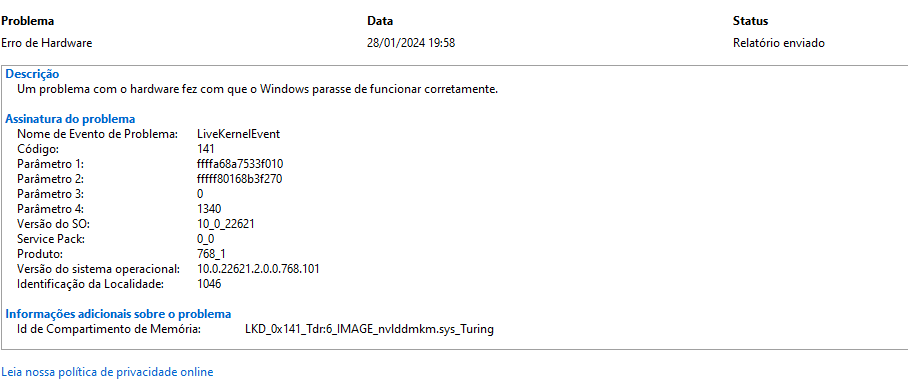 Problema Data Status
Erro de Hardware 28/01/2024 19:58 Relatório enviado
Descrição
Um problema com o hardware fez com que o Windows parasse de funcionar corretamente.
Assinatura do problema
Nome de Evento de Problema: LiveKernelEvent
Código: 141
Parâmetro 1: ffffa68a7533f010
Parâmetro 2: fffff80168b3f270
Parâmetro 3: 0
Parâmetro 4: 1340
Versão do SO: 10_0_22621
Service Pack: 0_0
Produto: 768_1
Versão do sistema operacional: 10.0.22621.2.0.0.768.101
Identificação da Localidade: 1046
Informações adicionais sobre o problema
Id de Compartimento de Memória: LKD_0x141_Tdr:6_IMAGE_nvlddmkm.sys_Turing
Leia nossa política de privacidade online